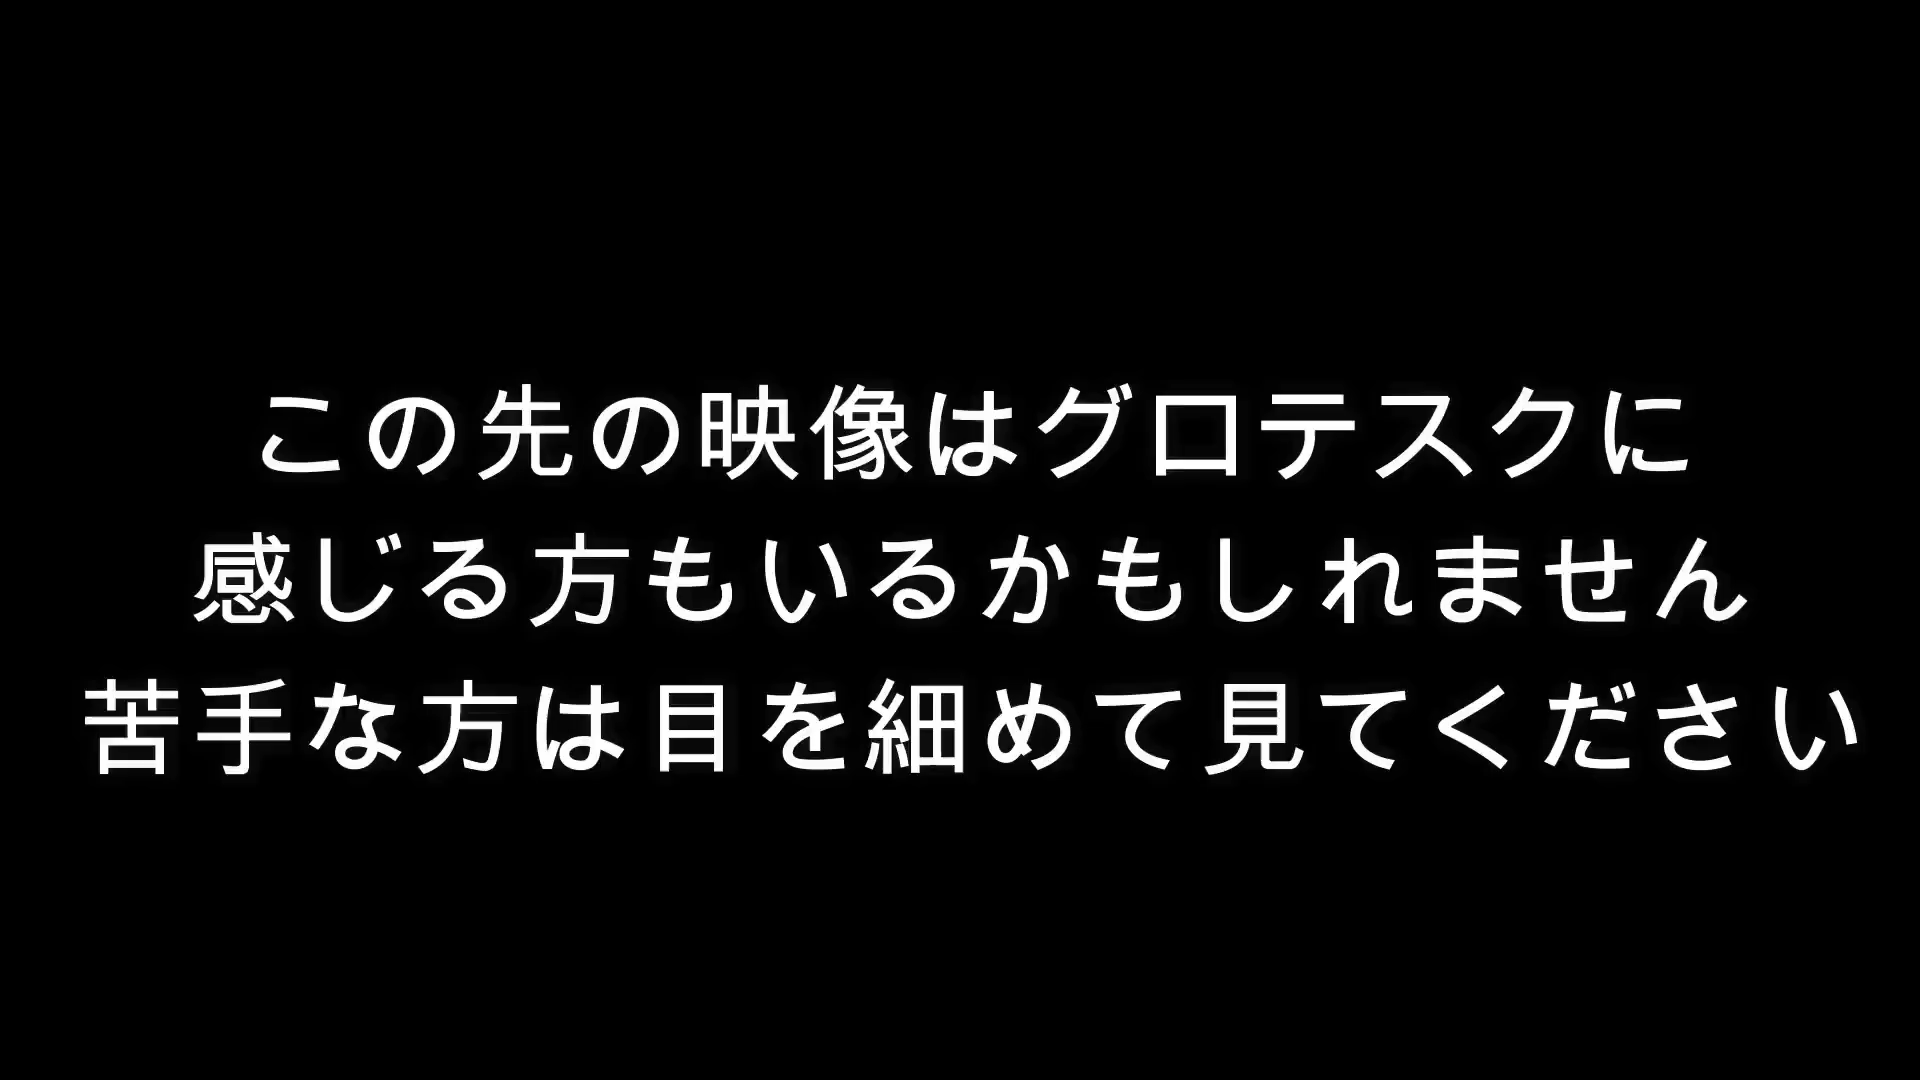 この先の映像はグロテスクに
感じる方もいるかもしれません
苦手な方は目を細めて見てください